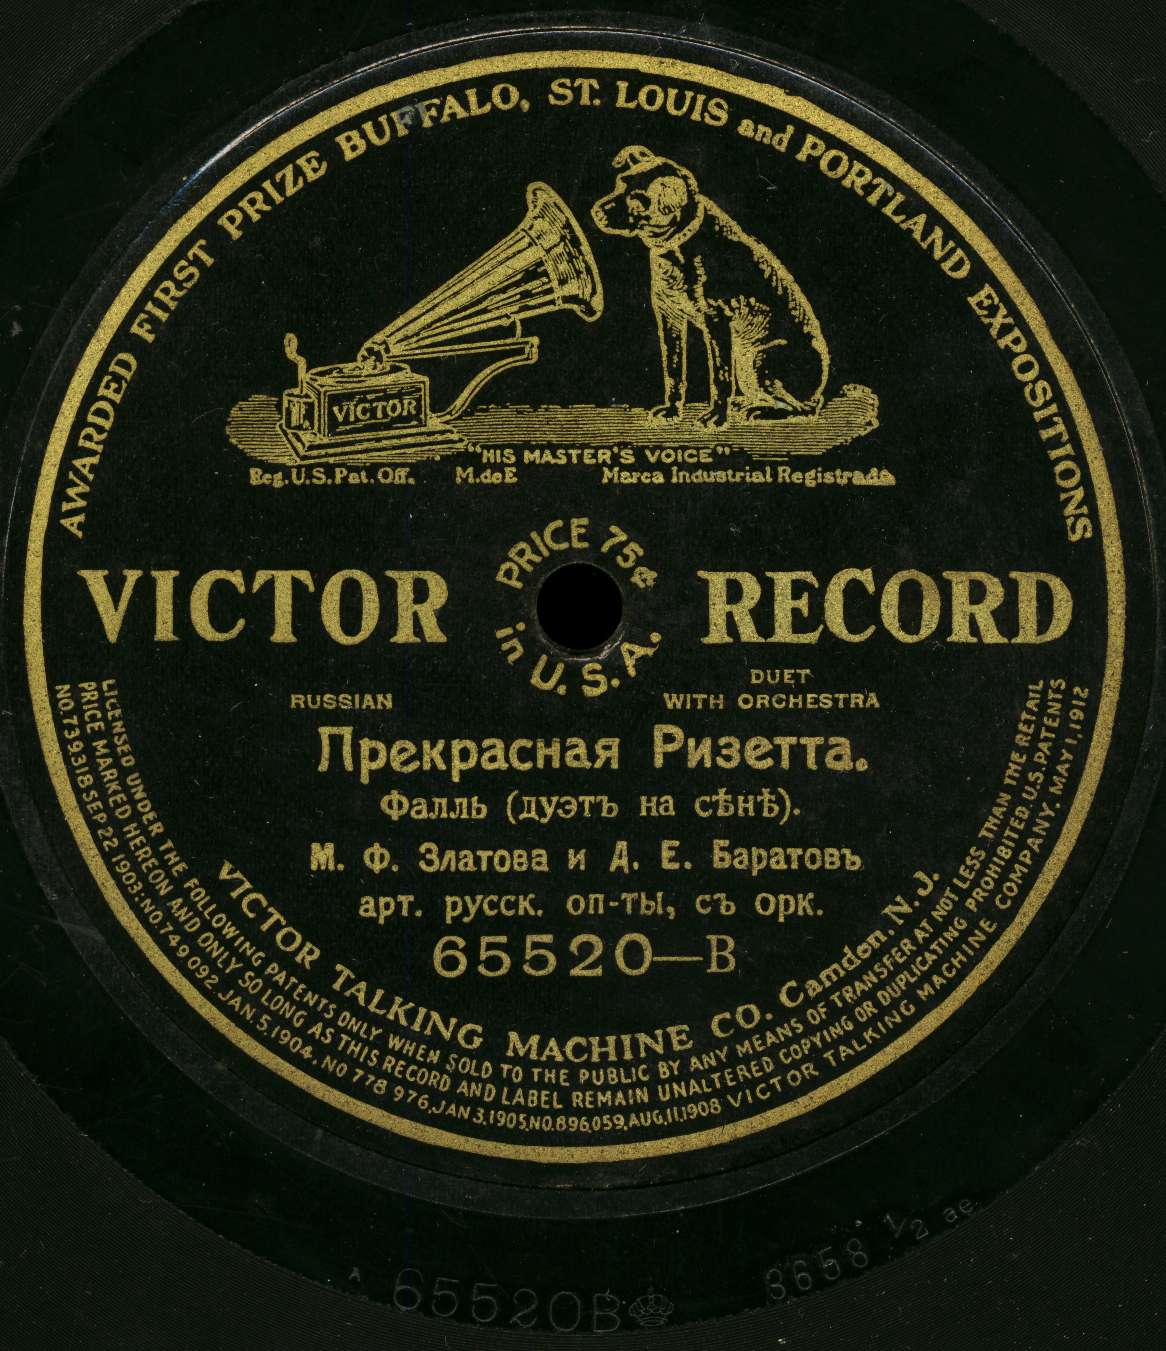 AWARDED FIRST PRIZE BUFFALO, ST. LOUIS and PORTLAND EXPOSITIONS
VICTOR
"HIS MASTER'S VOICE"
Reg. U.S. Pat. Off. M. de E Marca Industrial Registrada
PRICE 75¢
VICTOR RECORD
in U.S.A.
DUET
RUSSIAN WITH ORCHESTRA
Прекрасная Ризетта.
Фалль (дуэтъ на сѣнѣ).
М. Ф. Златова и Д. Е. Баратовъ
арт. русск. оп-ты, съ орк.
65520—B
VICTOR TALKING MACHINE CO. Camden, N. J.
LICENSED UNDER THE FOLLOWING PATENTS ONLY WHEN SOLD TO THE PUBLIC BY ANY MEANS OF TRANSFER AT NOT LESS THAN THE RETAIL
PRICE MARKED HEREON AND ONLY SO LONG AS THIS RECORD AND LABEL REMAIN UNALTERED COPYING OR DUPLICATING PROHIBITED. U.S. PATENTS
NO. 739,318 SEP. 22 1903: NO. 749 092 JAN 5, 1904, NO 778 976, JAN 3, 1905, NO. 896,059, AUG, 11, 1908 VICTOR TALKING MACHINE COMPANY. MAY 1, 1912
A 65520B 3658 1/2 ae